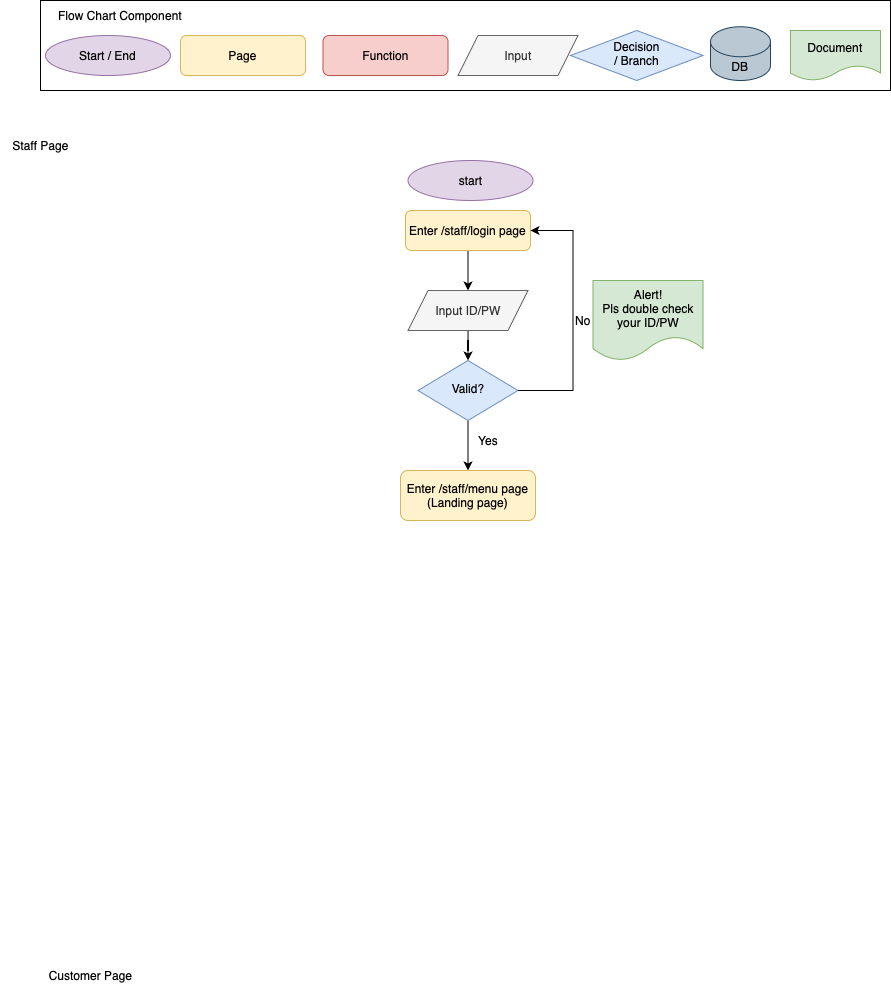 Flow Chart Component
Start / End
Page
Function
Input
Decision
/ Branch
DB
Document
Staff Page
start
Enter /staff/login page
Input ID/PW
Alert!
Pls double check
your ID/PW
No
Valid?
Yes
Enter /staff/menu page
(Landing page)
Customer Page